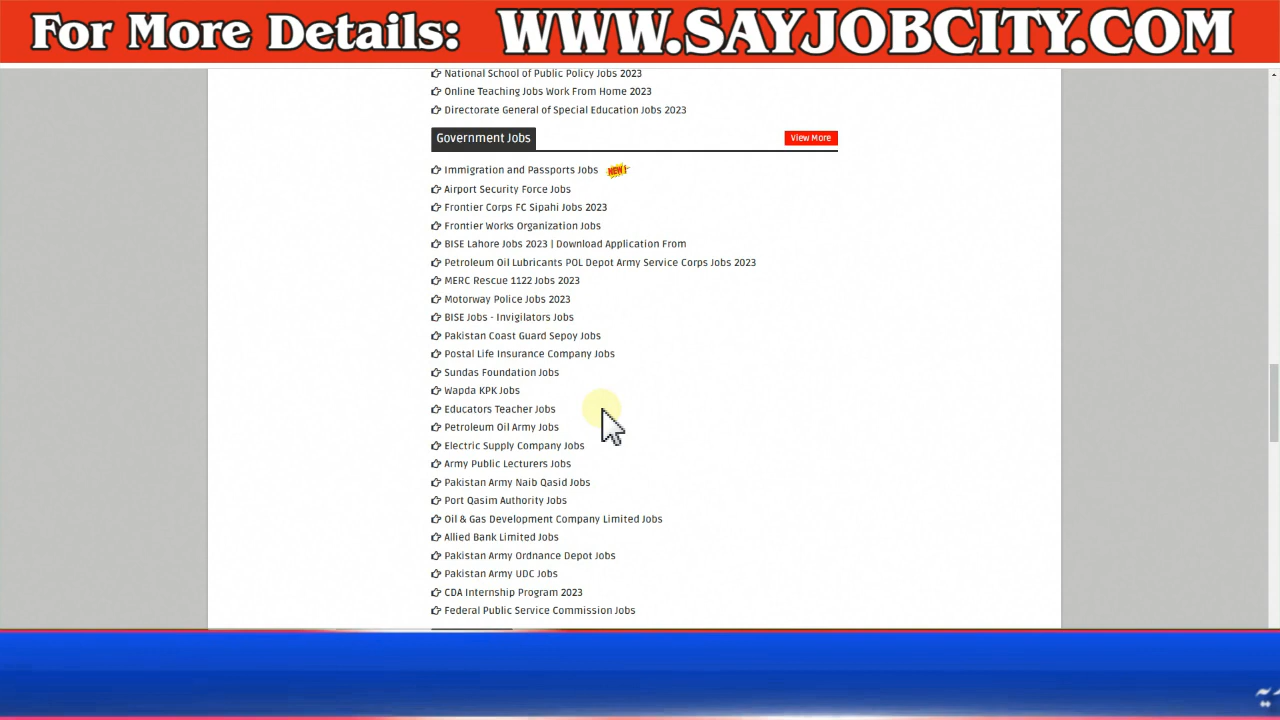 For More Details: WWW.SAYJOBCITY.COM
National School of Public Policy Jobs 2023
Online Teaching Jobs Work From Home 2023
Directorate General of Special Education Jobs 2023
Government Jobs
View More
Immigration and Passports Jobs NEW!
Airport Security Force Jobs
Frontier Corps FC Sipahi Jobs 2023
Frontier Works Organization Jobs
BISE Lahore Jobs 2023 | Download Application From
Petroleum Oil Lubricants POL Depot Army Service Corps Jobs 2023
MERC Rescue 1122 Jobs 2023
Motorway Police Jobs 2023
BISE Jobs - Invigilators Jobs
Pakistan Coast Guard Sepoy Jobs
Postal Life Insurance Company Jobs
Sundas Foundation Jobs
Wapda KPK Jobs
Educators Teacher Jobs
Petroleum Oil Army Jobs
Electric Supply Company Jobs
Army Public Lecturers Jobs
Pakistan Army Naib Qasid Jobs
Port Qasim Authority Jobs
Oil & Gas Development Company Limited Jobs
Allied Bank Limited Jobs
Pakistan Army Ordnance Depot Jobs
Pakistan Army UDC Jobs
CDA Internship Program 2023
Federal Public Service Commission Jobs